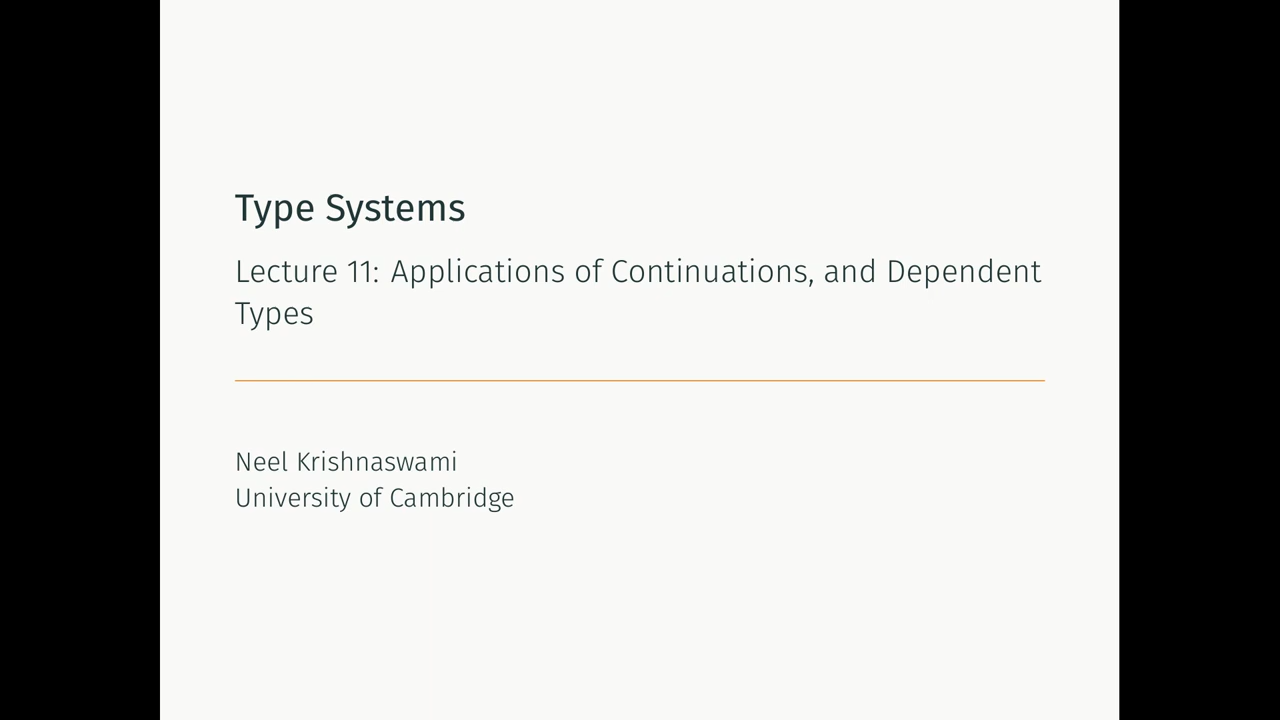 Type Systems
Lecture 11: Applications of Continuations, and Dependent
Types
Neel Krishnaswami
University of Cambridge